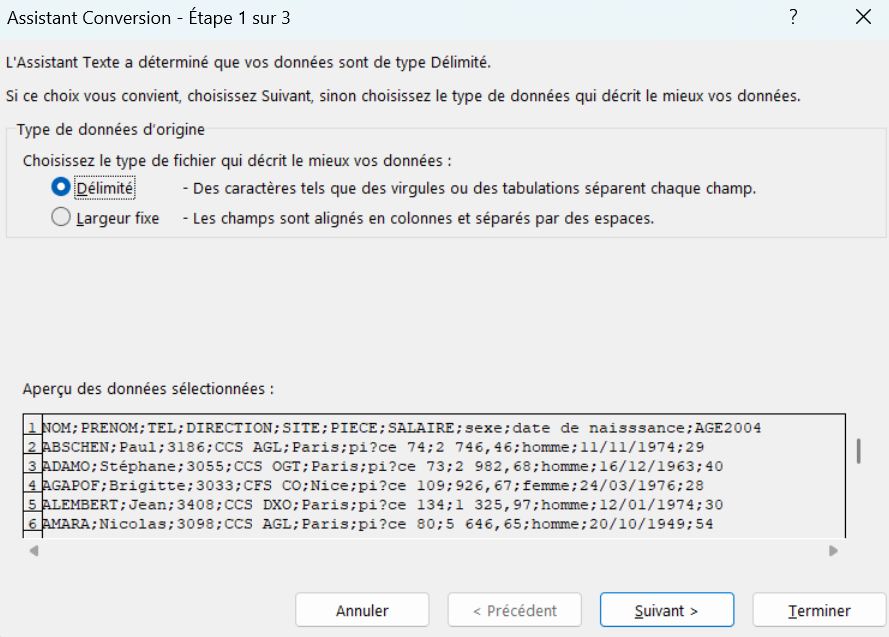 Assistant Conversion - Étape 1 sur 3 ?
L'Assistant Texte a déterminé que vos données sont de type Délimité.
Si ce choix vous convient, choisissez Suivant, sinon choisissez le type de données qui décrit le mieux vos données.
Type de données d'origine
Choisissez le type de fichier qui décrit le mieux vos données :
Délimité - Des caractères tels que des virgules ou des tabulations séparent chaque champ.
Largeur fixe - Les champs sont alignés en colonnes et séparés par des espaces.
Aperçu des données sélectionnées :
1 NOM;PRENOM;TEL;DIRECTION;SITE;PIECE;SALAIRE;sexe;date de naisssance;AGE2004
2 ABSCHEN;Paul;3186;CCS AGL;Paris;pi?ce 74;2 746,46;homme;11/11/1974;29
3 ADAMO;Stéphane;3055;CCS OGT;Paris;pi?ce 73;2 982,68;homme;16/12/1963;40
4 AGAPOF;Brigitte;3033;CFS CO;Nice;pi?ce 109;926,67;femme;24/03/1976;28
5 ALEMBERT;Jean;3408;CCS DXO;Paris;pi?ce 134;1 325,97;homme;12/01/1974;30
6 AMARA;Nicolas;3098;CCS AGL;Paris;pi?ce 80;5 646,65;homme;20/10/1949;54
Annuler < Précédent Suivant > Terminer